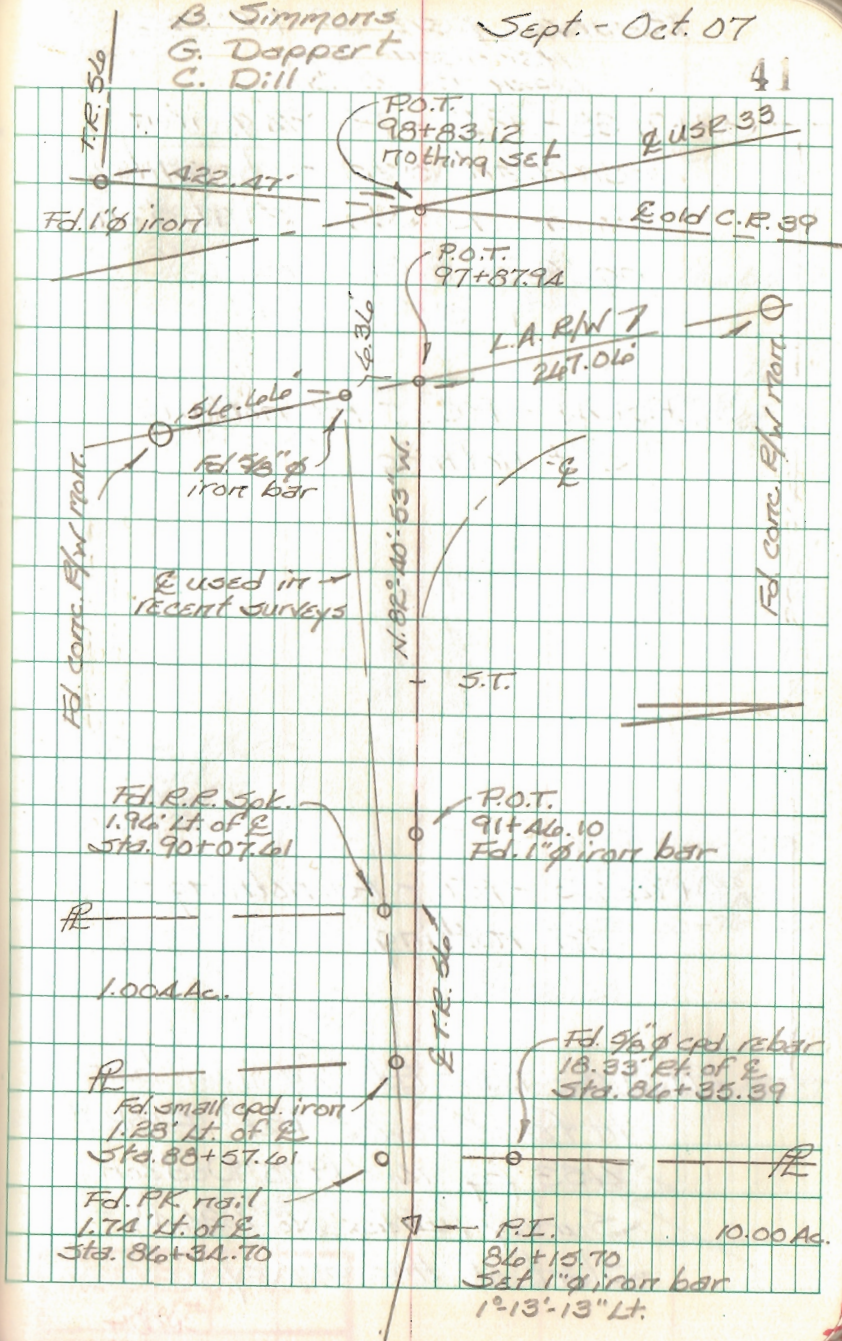 B. Simmons
G. Dappert
C. Dill
Sept. - Oct. 07
41
T.R. 56
P.O.T.
98+83.12
nothing set
℄ USR 33
422.47'
Fd. 1"φ iron
℄ old C.R. 39
P.O.T.
97+87.94
6.36'
L.A. R/W
267.06'
56.66'
Fd. 5/8"φ
iron bar
Fd. conc. R/W Mon.
Fd. conc. R/W Mon.
℄
N.82°-40'-53"W.
℄ used in
recent surveys
S.T.
Fd. R.R. Spk.
1.96' Lt. of ℄
Sta. 90+07.61
P.O.T.
91+46.10
Fd. 1"φ iron bar
PL
℄ T.R. 56
1.004 Ac.
PL
Fd. small cpd. iron
1.28' Lt. of ℄
Sta. 88+57.61
Fd. 5/8"φ cpd. rebar
18.33' Rt. of ℄
Sta. 86+35.39
PL
Fd. PK nail
1.74' Lt. of ℄
Sta. 86+34.70
P.I.
86+15.70
Set 1"φ iron bar
1°-13'-13" Lt.
10.00 Ac.